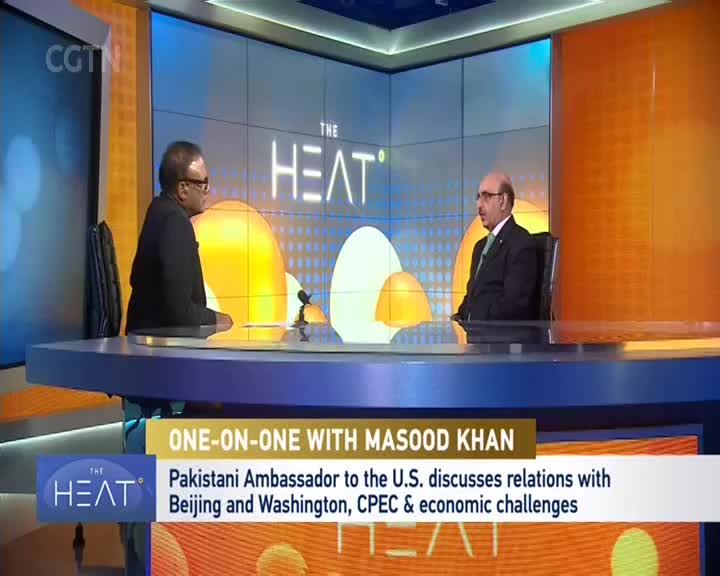 CGTN
THE
HEAT
ONE-ON-ONE WITH MASOOD KHAN
THE
HEAT
Pakistani Ambassador to the U.S. discusses relations with
Beijing and Washington, CPEC & economic challenges
HEAT